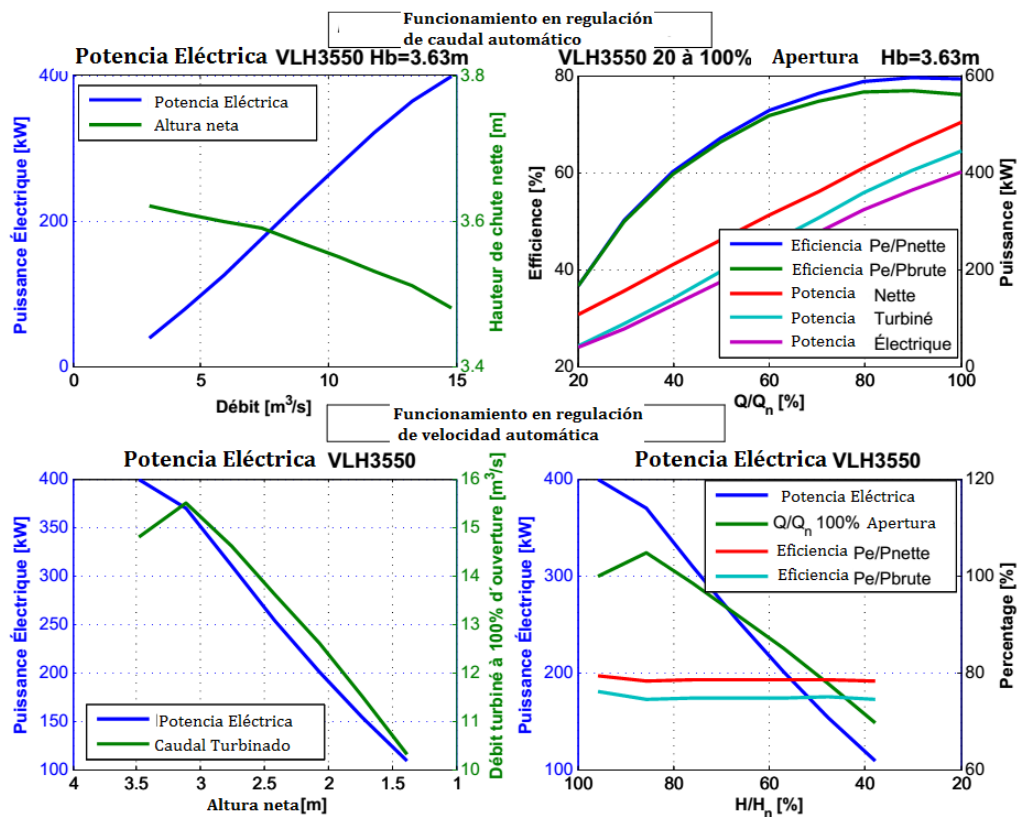 Funcionamiento en regulación
de caudal automático
Potencia Eléctrica VLH3550 Hb=3.63m
400
200
0
Puissance Électrique [kW]
Potencia Eléctrica
Altura neta
3.8
3.6
3.4
Hauteur de chute nette [m]
0 5 10 15
Débit [m³/s]
VLH3550 20 à 100% Apertura Hb=3.63m
80
60
40
20
Efficience [%]
Eficiencia Pe/Pnette
Eficiencia Pe/Pbrute
Potencia Nette
Potencia Turbiné
Potencia Électrique
600
400
200
0
Puissance [kW]
20 40 60 80 100
Q/Qn [%]
Funcionamiento en regulación
de velocidad automática
Potencia Eléctrica VLH3550
400
350
300
250
200
150
100
Puissance Électrique [kW]
Potencia Eléctrica
Caudal Turbinado
16
15
14
13
12
11
10
Débit turbiné à 100% d´ouverture [m³/s]
4 3.5 3 2.5 2 1.5 1
Altura neta[m]
Potencia Eléctrica VLH3550
400
350
300
250
200
150
100
Puissance Électrique [kW]
Potencia Eléctrica
Q/Qn 100% Apertura
Eficiencia Pe/Pnette
Eficiencia Pe/Pbrute
120
100
80
60
Percentage [%]
100 80 60 40 20
H/Hn [%]